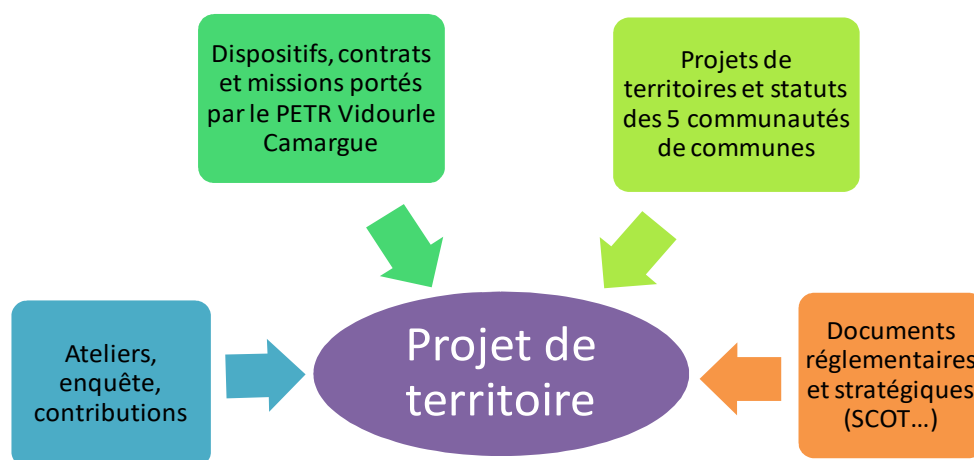 Dispositifs, contrats
et missions portés
par le PETR Vidourle
Camargue
Projets de
territoires et statuts
des 5 communautés
de communes
Ateliers,
enquête,
contributions
Projet de
territoire
Documents
réglementaires
et stratégiques
(SCOT…)